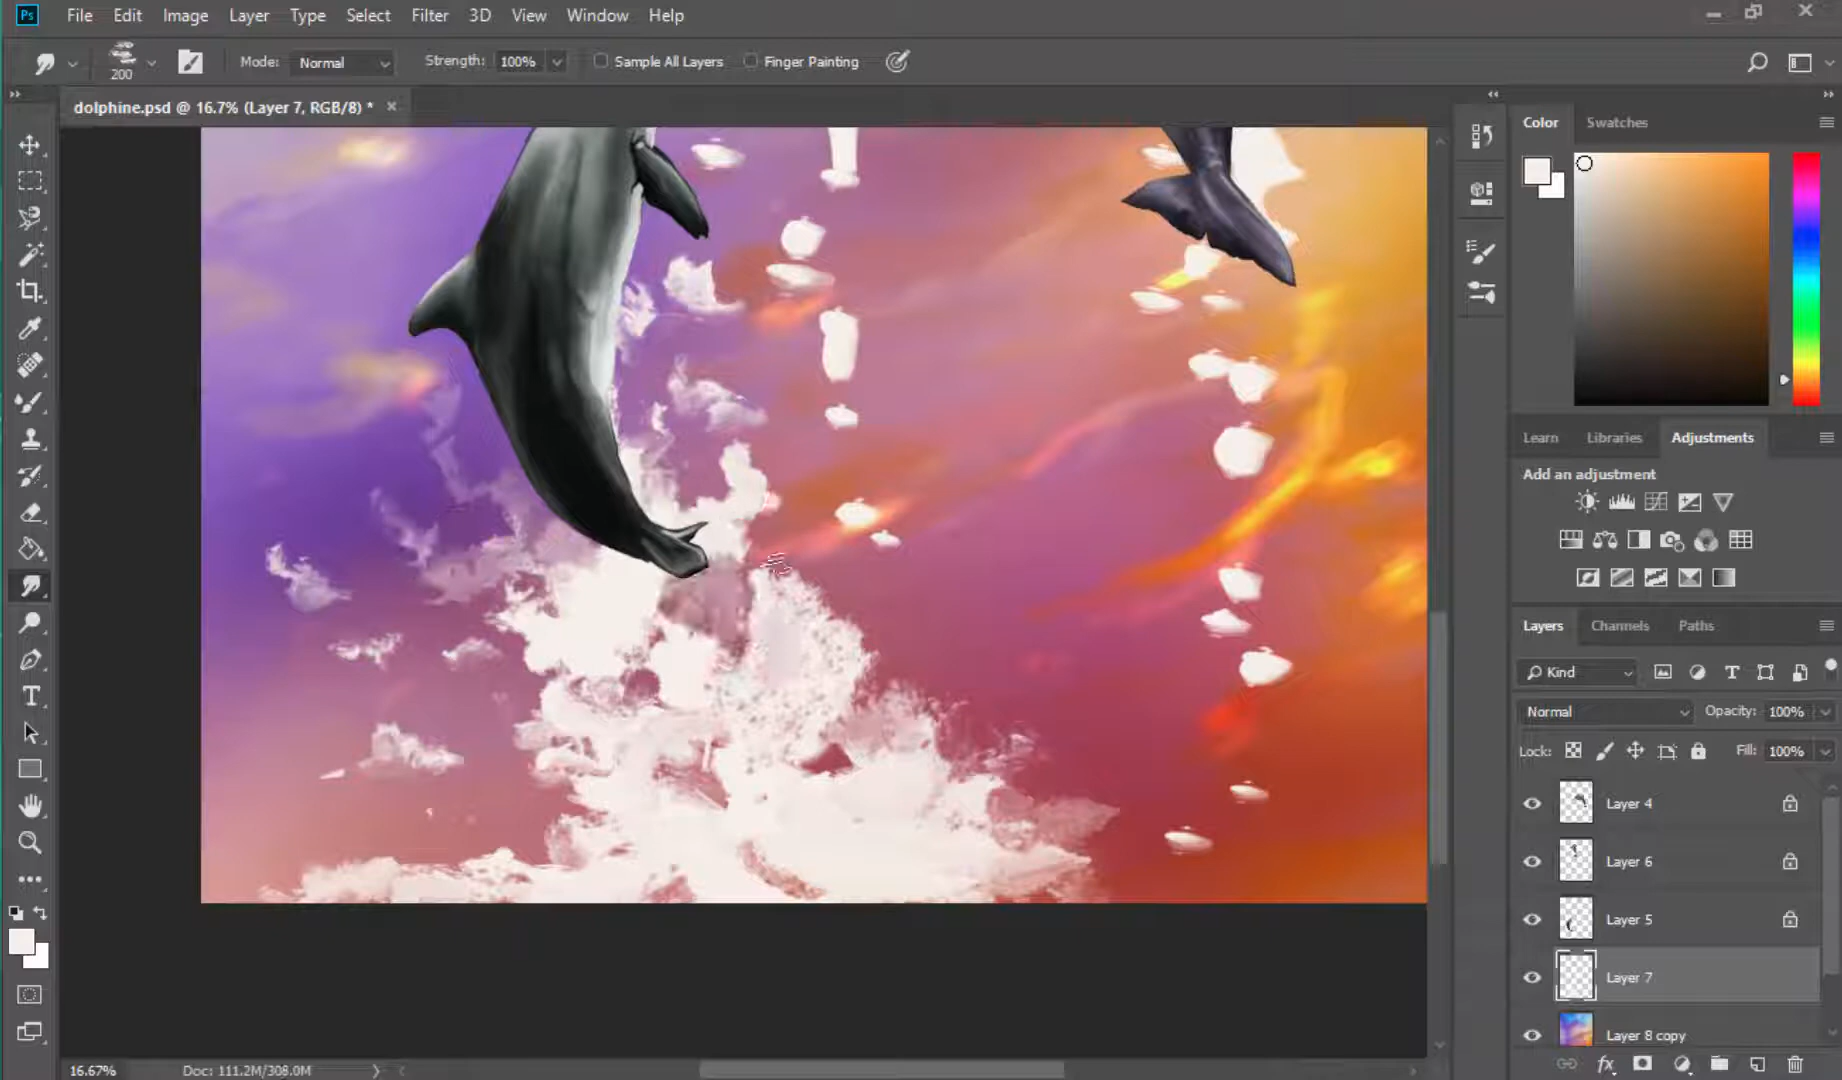 Ps File Edit Image Layer Type Select Filter 3D View Window Help
200 Mode: Normal Strength: 100% Sample All Layers Finger Painting
dolphine.psd @ 16.7% (Layer 7, RGB/8) *
Color Swatches
Learn Libraries Adjustments
Add an adjustment
Layers Channels Paths
Kind
Normal Opacity: 100%
Lock: Fill: 100%
Layer 4
Layer 6
Layer 5
Layer 7
Layer 8 copy
16.67% Doc: 111.2M/308.0M